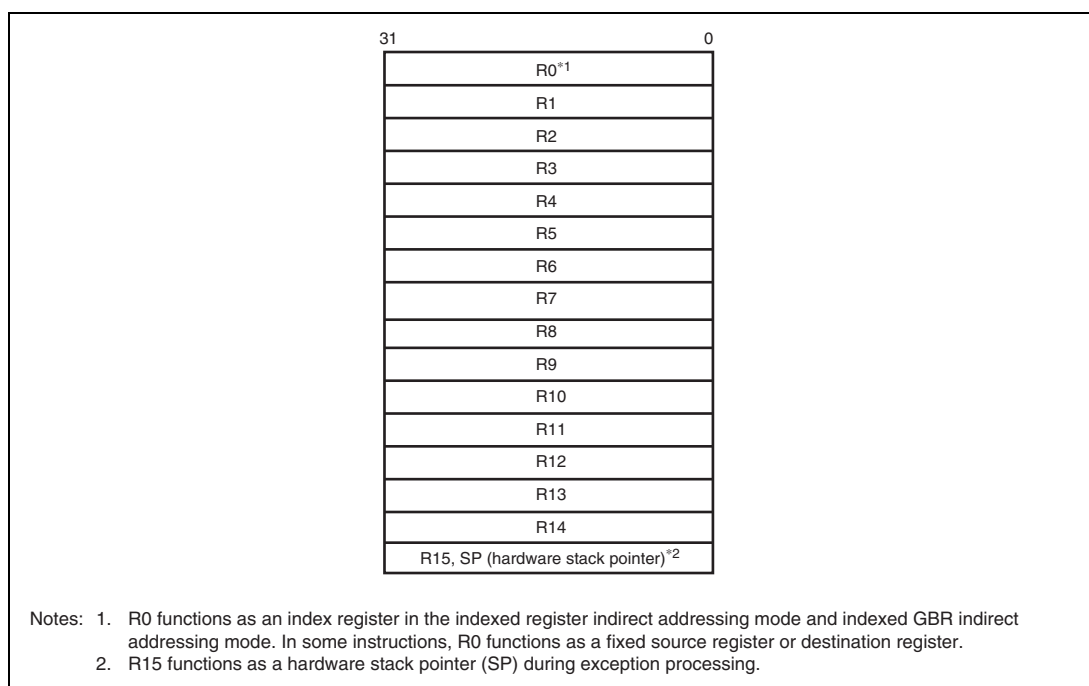 31 0
R0*1
R1
R2
R3
R4
R5
R6
R7
R8
R9
R10
R11
R12
R13
R14
R15, SP (hardware stack pointer)*2
Notes: 1. R0 functions as an index register in the indexed register indirect addressing mode and indexed GBR indirect
addressing mode. In some instructions, R0 functions as a fixed source register or destination register.
2. R15 functions as a hardware stack pointer (SP) during exception processing.